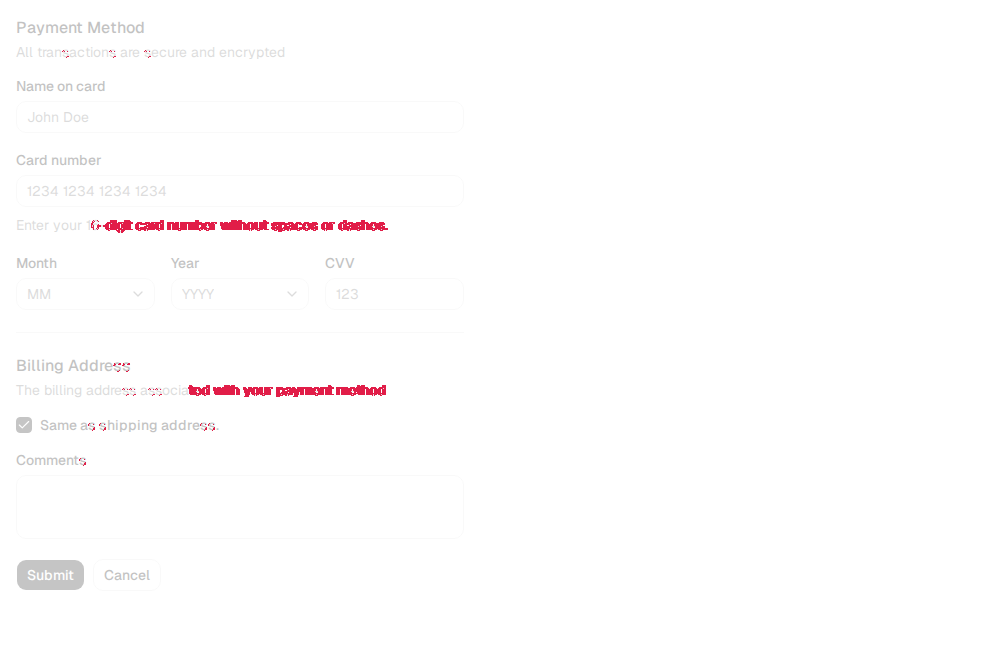 Payment Method
All transactions are secure and encrypted
Name on card
John Doe
Card number
1234 1234 1234 1234
Enter your 16-digit card number without spaces or dashes.
Month Year CVV
MM YYYY 123
Billing Address
The billing address associated with your payment method
Same as shipping address.
Comments
Submit Cancel